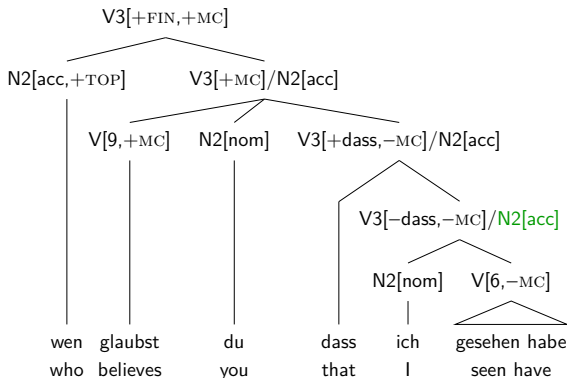 V3[+FIN,+MC]
N2[acc,+TOP] V3[+MC]/N2[acc]
V[9,+MC] N2[nom] V3[+dass,−MC]/N2[acc]
V3[−dass,−MC]/N2[acc]
N2[nom] V[6,−MC]
wen glaubst du dass ich gesehen habe
who believes you that I seen have